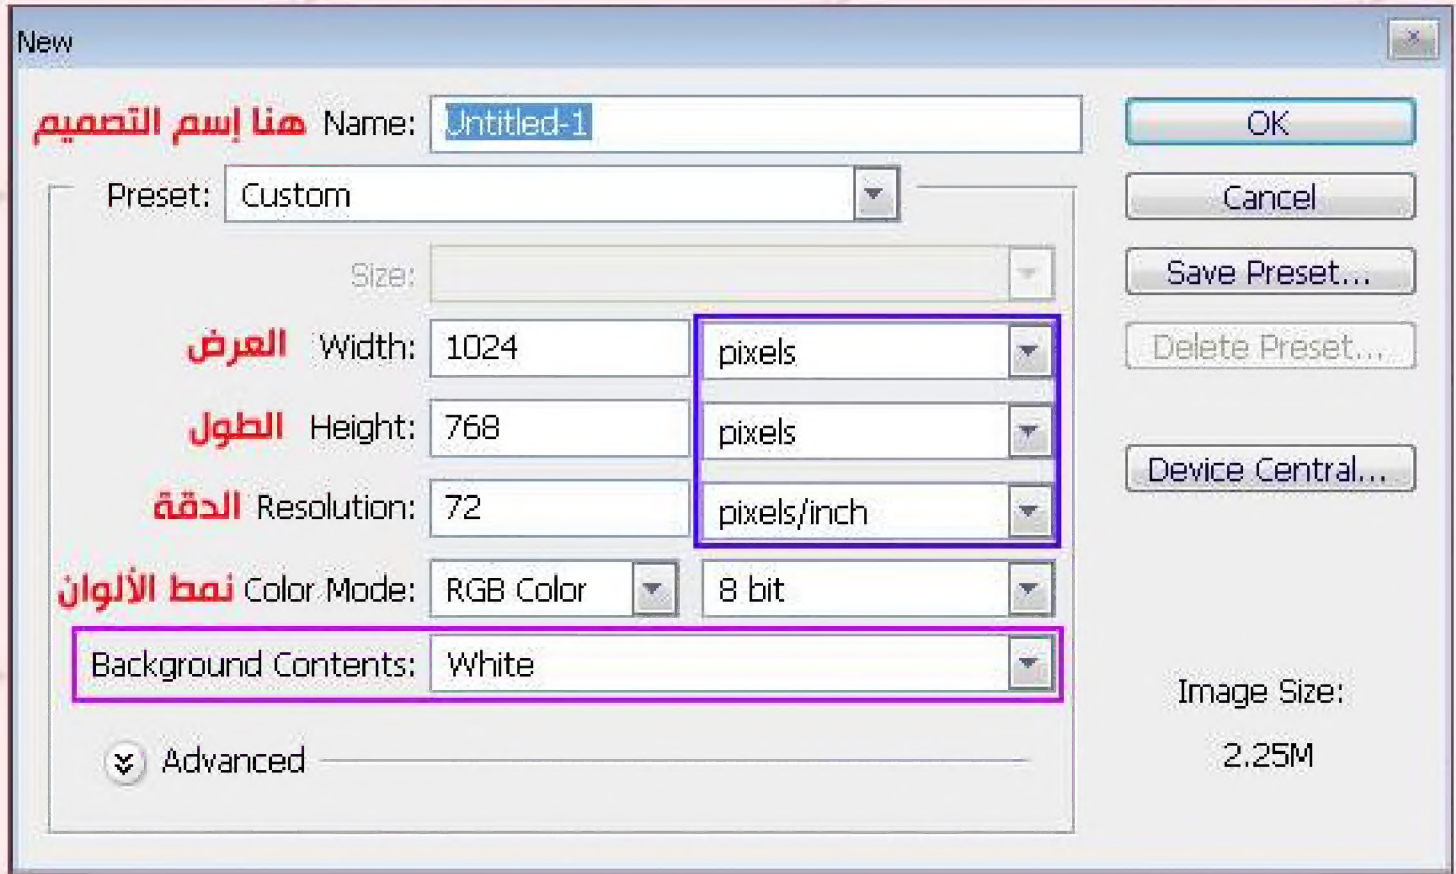 New
هنا إسم التصميم Name: Untitled-1
OK
Preset: Custom
Cancel
Size:
Save Preset...
العرض Width: 1024 pixels
Delete Preset...
الطول Height: 768 pixels
Device Central...
الدقة Resolution: 72 pixels/inch
نمط الألوان Color Mode: RGB Color 8 bit
Background Contents: White
Image Size:
2.25M
Advanced